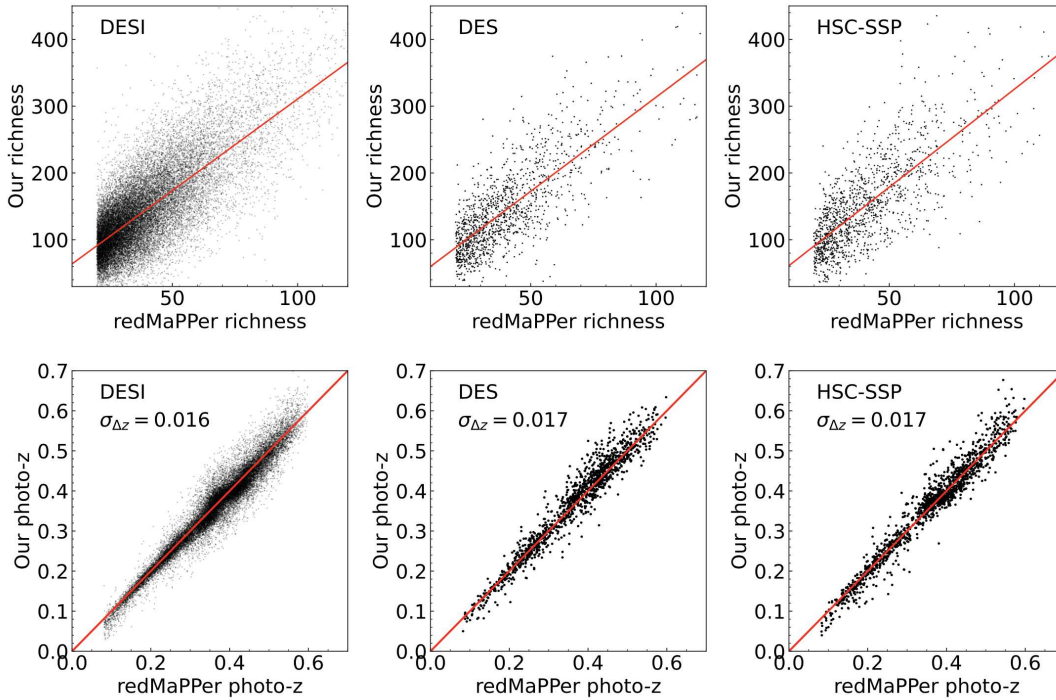 DESI
DES
HSC-SSP
400
400
400
300
300
300
200
200
200
100
100
100
Our richness
Our richness
Our richness
50
100
50
100
50
100
redMaPPer richness
redMaPPer richness
redMaPPer richness
DESI
DES
HSC-SSP
σΔz = 0.016
σΔz = 0.017
σΔz = 0.017
0.7
0.7
0.7
0.6
0.6
0.6
0.5
0.5
0.5
0.4
0.4
0.4
0.3
0.3
0.3
0.2
0.2
0.2
0.1
0.1
0.1
0.0
0.0
0.0
Our photo-z
Our photo-z
Our photo-z
0.2
0.4
0.6
0.2
0.4
0.6
0.2
0.4
0.6
redMaPPer photo-z
redMaPPer photo-z
redMaPPer photo-z